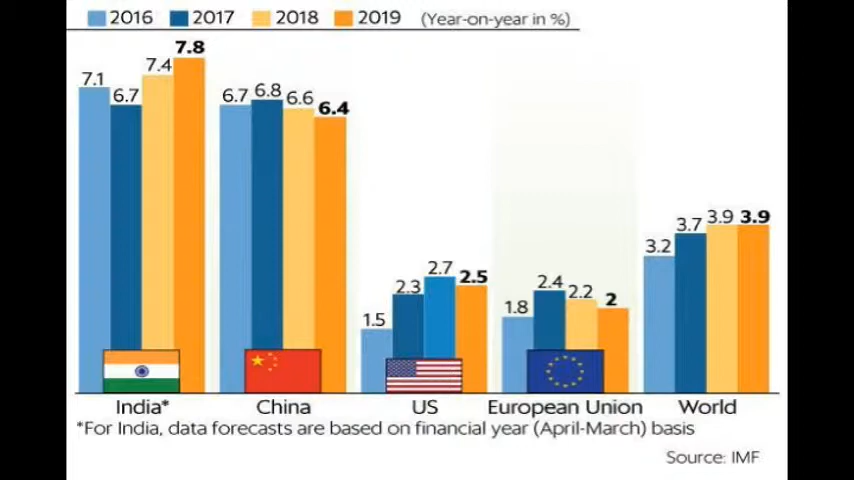 2016 2017 2018 2019 (Year-on-year in %)
7.1 6.7 7.4 7.8
6.7 6.8 6.6 6.4
1.5 2.3 2.7 2.5
1.8 2.4 2.2 2
3.2 3.7 3.9 3.9
India* China US European Union World
*For India, data forecasts are based on financial year (April-March) basis
Source: IMF